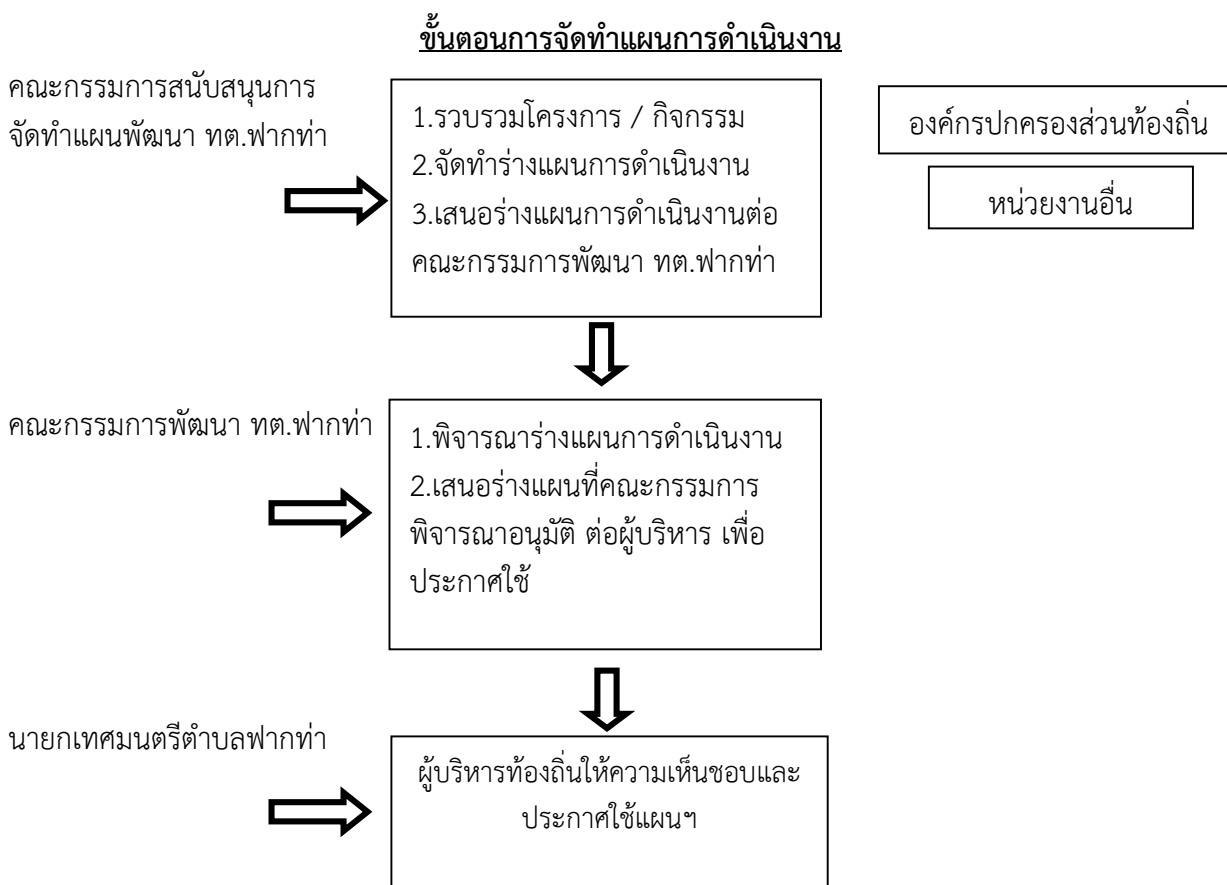 ขั้นตอนการจัดทำแผนการดำเนินงาน
คณะกรรมการสนับสนุนการ
จัดทำแผนพัฒนา ทต.ฟากท่า
1.รวบรวมโครงการ / กิจกรรม
2.จัดทำร่างแผนการดำเนินงาน
3.เสนอร่างแผนการดำเนินงานต่อ
คณะกรรมการพัฒนา ทต.ฟากท่า
องค์กรปกครองส่วนท้องถิ่น
หน่วยงานอื่น
คณะกรรมการพัฒนา ทต.ฟากท่า
1.พิจารณาร่างแผนการดำเนินงาน
2.เสนอร่างแผนที่คณะกรรมการ
พิจารณาอนุมัติ ต่อผู้บริหาร เพื่อ
ประกาศใช้
นายกเทศมนตรีตำบลฟากท่า
ผู้บริหารท้องถิ่นให้ความเห็นชอบและ
ประกาศใช้แผนฯ